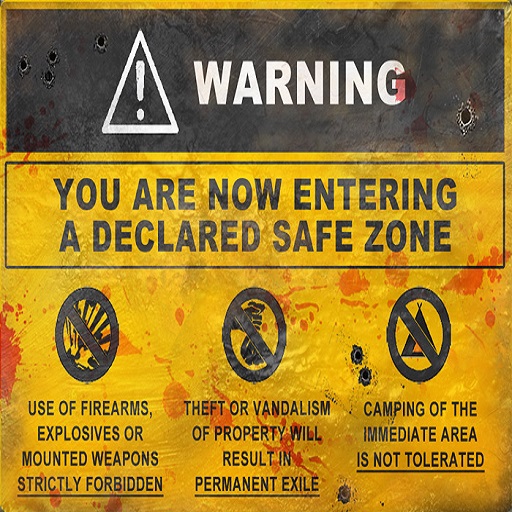 WARNING
YOU ARE NOW ENTERING
A DECLARED SAFE ZONE
USE OF FIREARMS,
EXPLOSIVES OR
MOUNTED WEAPONS
STRICTLY FORBIDDEN
THEFT OR VANDALISM
OF PROPERTY WILL
RESULT IN
PERMANENT EXILE
CAMPING OF THE
IMMEDIATE AREA
IS NOT TOLERATED